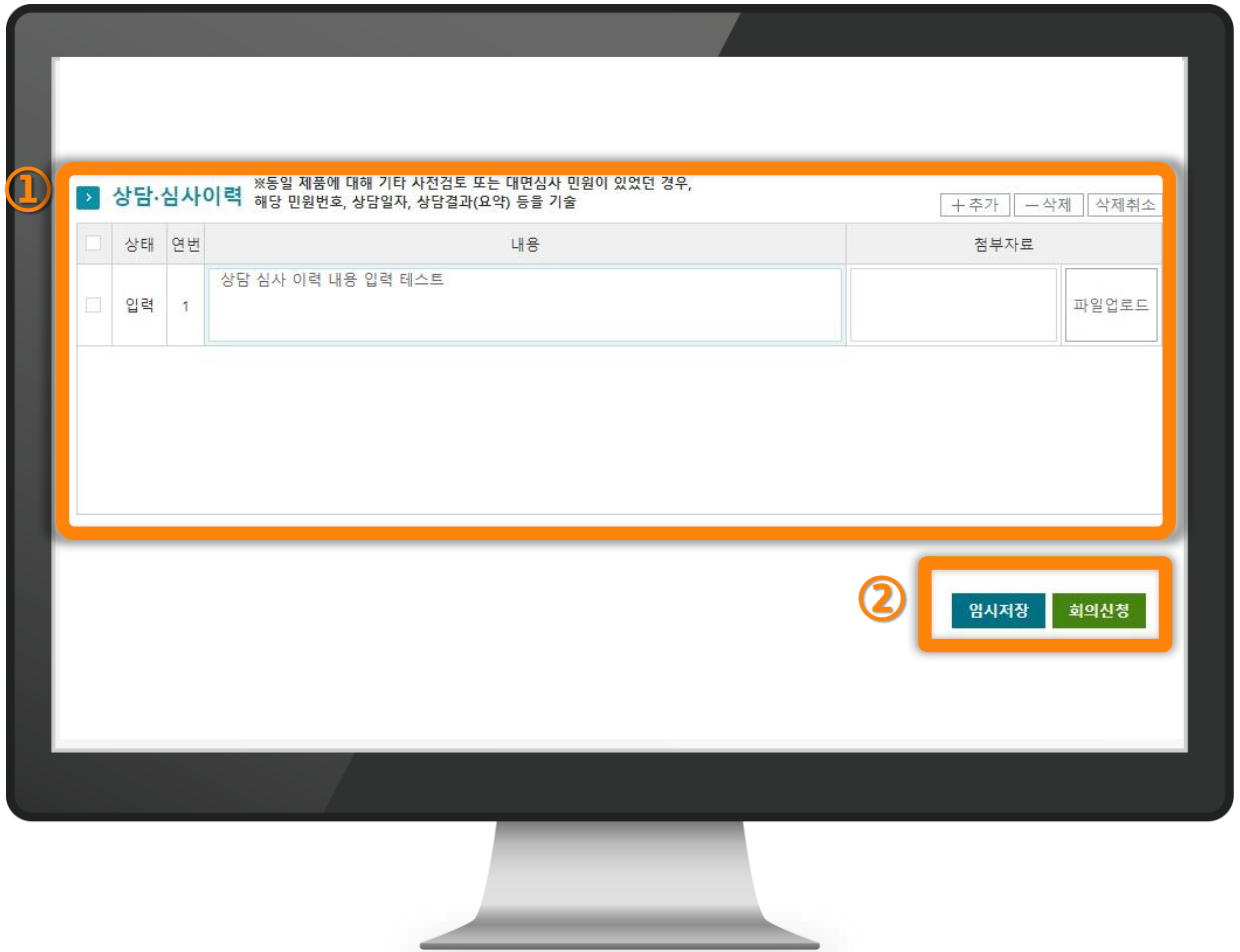 ①
상담·심사이력 ※동일 제품에 대해 기타 사전검토 또는 대면심사 민원이 있었던 경우,
해당 민원번호, 상담일자, 상담결과(요약) 등을 기술
+추가 -삭제 삭제취소
상태 연번 내용 첨부자료
입력 1 상담 심사 이력 내용 입력 테스트 파일업로드
②
임시저장 회의신청